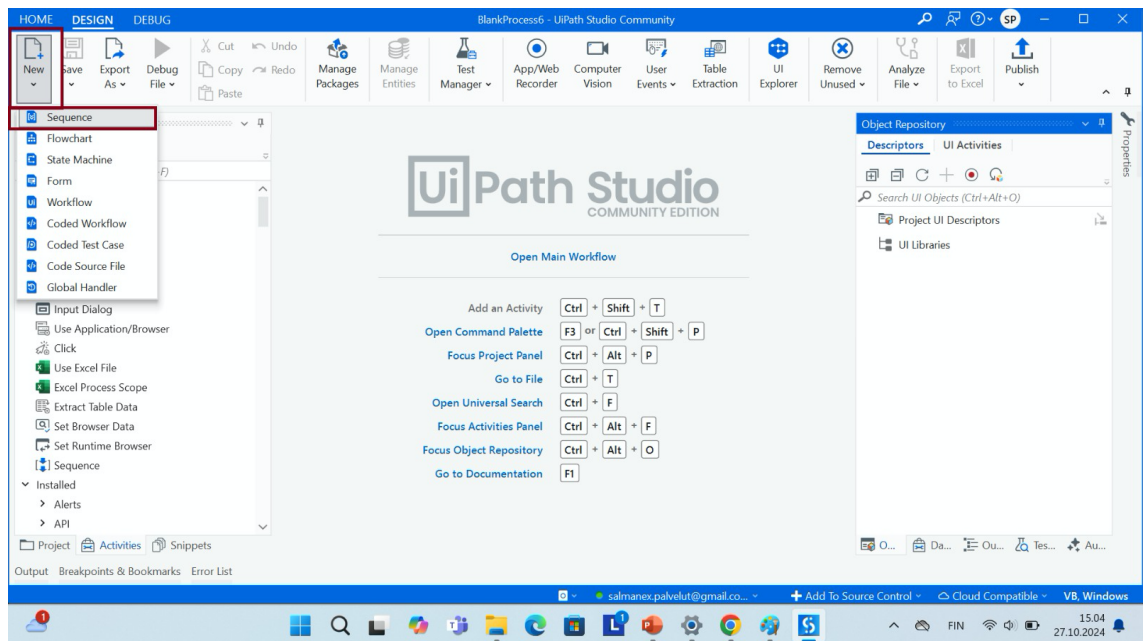 HOME DESIGN DEBUG
BlankProcess6 - UiPath Studio Community
SP
New Save Export As Debug File
Cut Undo
Copy Redo
Paste
Manage Packages
Manage Entities
Test Manager
App/Web Recorder
Computer Vision
User Events
Table Extraction
UI Explorer
Remove Unused
Analyze File
Export to Excel
Publish
Sequence
Flowchart
State Machine
Form
Workflow
Coded Workflow
Coded Test Case
Code Source File
Global Handler
-F)
Input Dialog
Use Application/Browser
Click
Use Excel File
Excel Process Scope
Extract Table Data
Set Browser Data
Set Runtime Browser
Sequence
Installed
Alerts
API
Project Activities Snippets
Output Breakpoints & Bookmarks Error List
UiPath Studio
COMMUNITY EDITION
Open Main Workflow
Add an Activity Ctrl + Shift + T
Open Command Palette F3 or Ctrl + Shift + P
Focus Project Panel Ctrl + Alt + P
Go to File Ctrl + T
Open Universal Search Ctrl + F
Focus Activities Panel Ctrl + Alt + F
Focus Object Repository Ctrl + Alt + O
Go to Documentation F1
Object Repository
Descriptors UI Activities
Search UI Objects (Ctrl+Alt+O)
Project UI Descriptors
UI Libraries
Properties
O... Da... Ou... Tes... Au...
salmanex.palvelut@gmail.co... Add To Source Control Cloud Compatible VB, Windows
FIN
15.04
27.10.2024